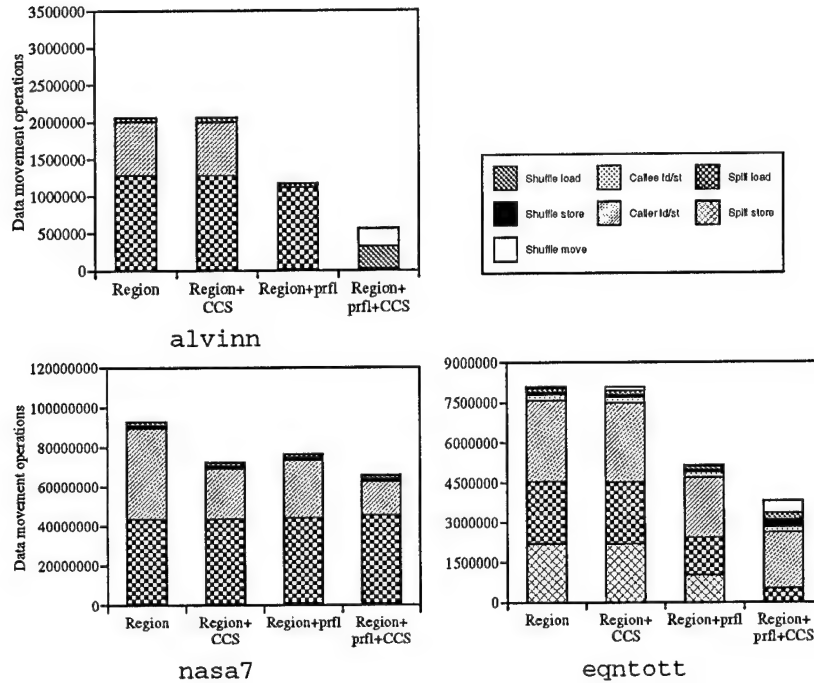 Data movement operations
3500000
3000000
2500000
2000000
1500000
1000000
500000
0
Region
Region+
CCS
Region+prfl
Region+
prfl+CCS
alvinn
Shuffle load
Callee ld/st
Spill load
Shuffle store
Caller ld/st
Spill store
Shuffle move
Data movement operations
120000000
100000000
80000000
60000000
40000000
20000000
0
Region
Region+
CCS
Region+prfl
Region+
prfl+CCS
nasa7
9000000
7500000
6000000
4500000
3000000
1500000
0
Region
Region+
CCS
Region+prfl
Region+
prfl+CCS
eqntott